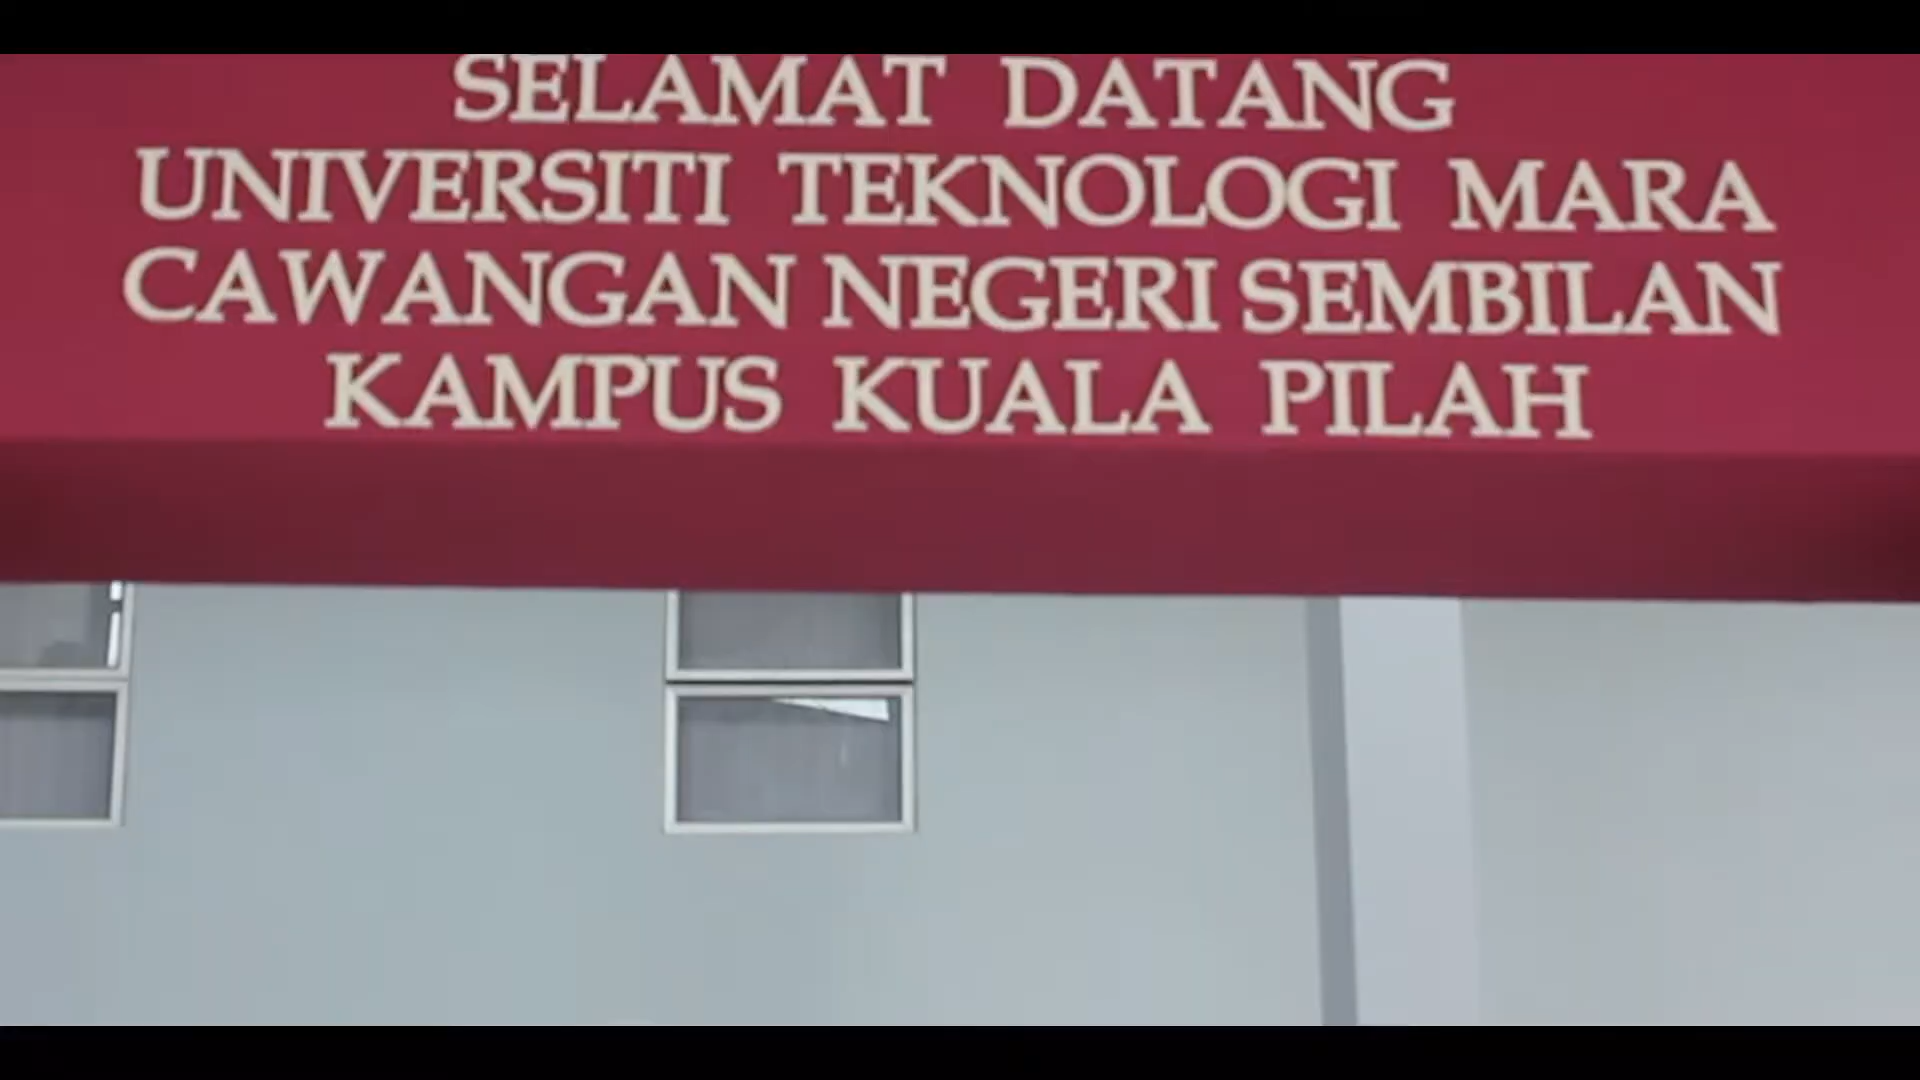 SELAMAT DATANG
UNIVERSITI TEKNOLOGI MARA
CAWANGAN NEGERI SEMBILAN
KAMPUS KUALA PILAH